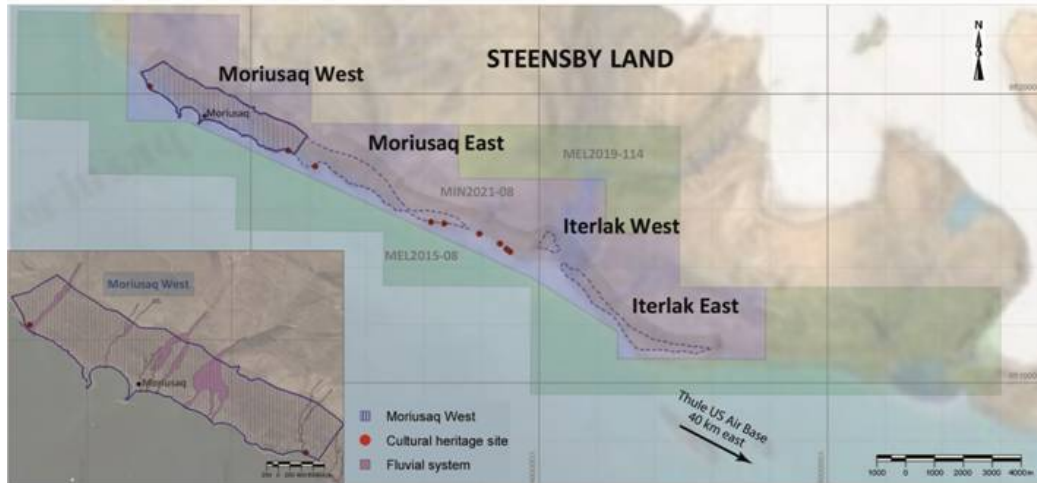 STEENSBY LAND
N
Moriusaq West
Moriusaq
Moriusaq East
MEL2019-114
MIN2021-08
Iterlak West
MEL2015-08
Iterlak East
Moriusaq West
Moriusaq
Moriusaq West
Cultural heritage site
Fluvial system
Thule US Air Base
40 km east
1000 0 1000 2000 3000 4000m